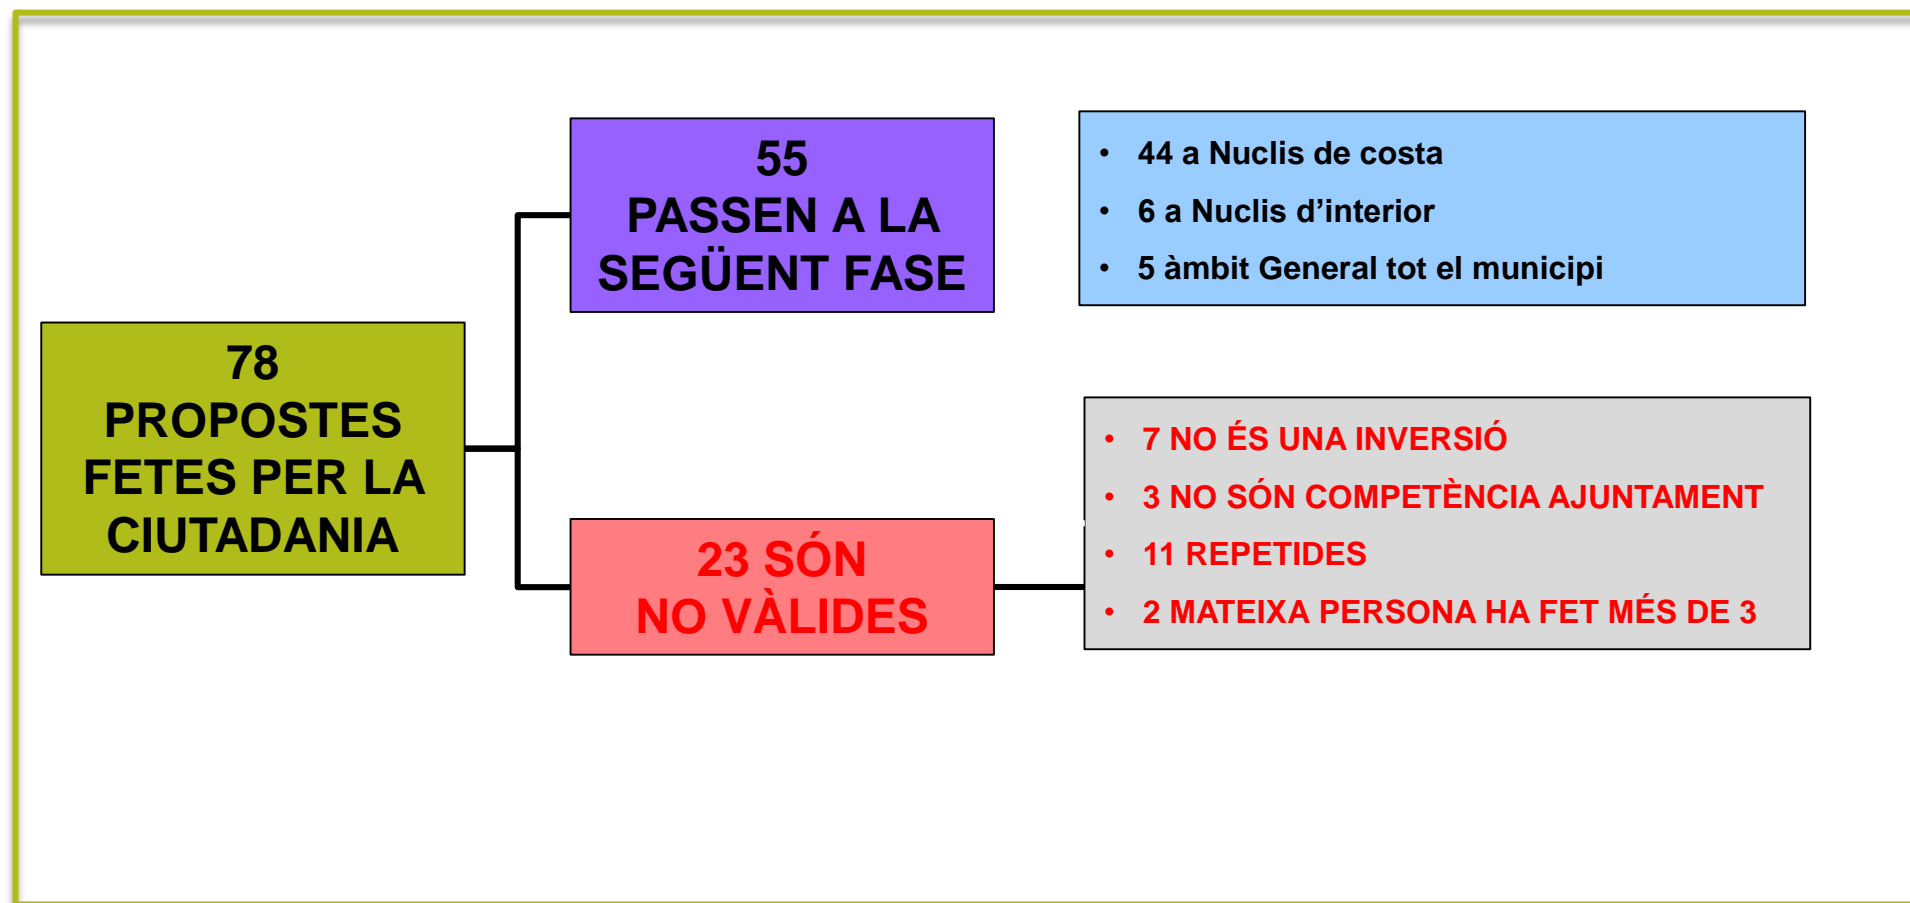 78
PROPOSTES
FETES PER LA
CIUTADANIA
55
PASSEN A LA
SEGÜENT FASE
• 44 a Nuclis de costa
• 6 a Nuclis d’interior
• 5 àmbit General tot el municipi
23 SÓN
NO VÀLIDES
• 7 NO ÉS UNA INVERSIÓ
• 3 NO SÓN COMPETÈNCIA AJUNTAMENT
• 11 REPETIDES
• 2 MATEIXA PERSONA HA FET MÉS DE 3